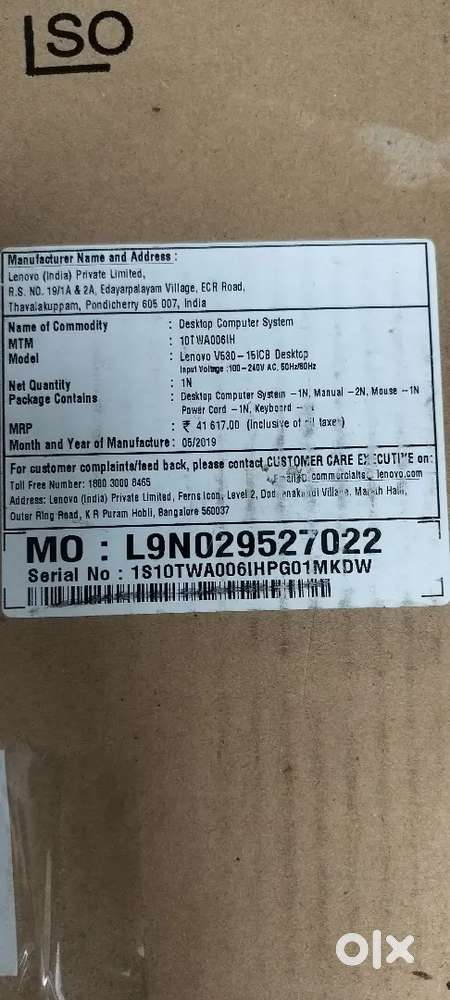 LSO
Manufacturer Name and Address :
Lenovo (India) Private Limited,
R.S. NO. 19/1A & 2A, Edayarpalayam Village, ECR Road,
Thavalakuppam, Pondicherry 605 007, India
Name of Commodity : Desktop Computer System
MTM : 10TWA006IH
Model : Lenovo V530-15ICB Desktop
Input Voltage :100-240V AC, 50Hz/60Hz
Net Quantity : 1N
Package Contains : Desktop Computer System -1N, Manual -2N, Mouse -1N
Power Cord -1N, Keyboard
MRP : ₹ 41 617.00 (Inclusive of all taxes)
Month and Year of Manufacture : 05/2019
For customer complaints/feed back, please contact CUSTOMER CARE EXECUTIVE on:
Toll Free Number: 1800 3000 8465
Address: Lenovo (India) Private Limited, Ferns Icon, Level 2, Village,
Outer Ring Road, K R Puram Hobli, Bangalore 560037
MO : L9N029527022
Serial No : 1S10TWA006IHPG01MKDW
olx